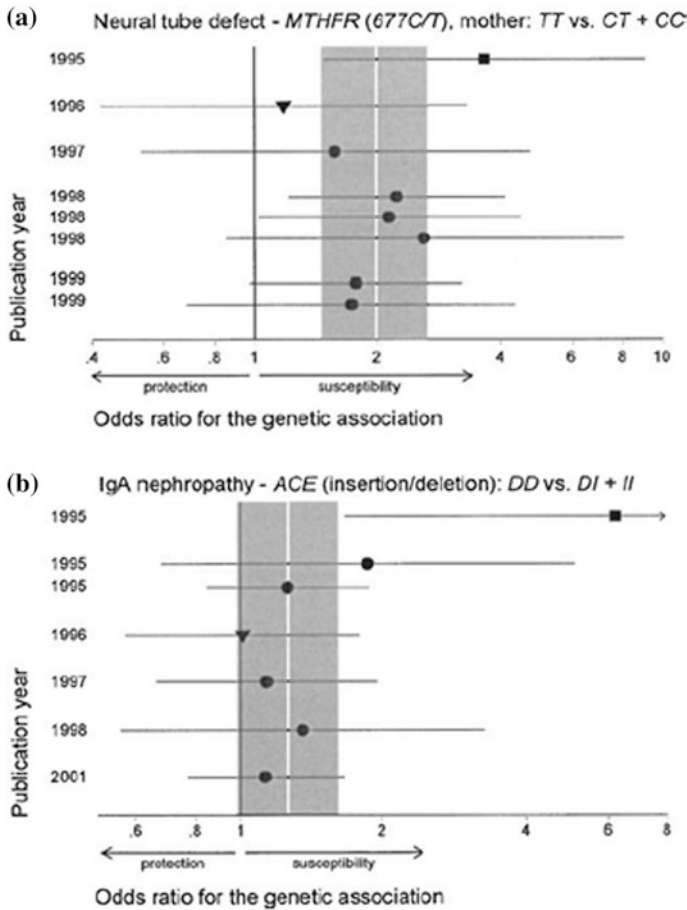 (a) Neural tube defect - MTHFR (677C/T), mother: TT vs. CT + CC
1995
1996
1997
1998
1998
1998
1999
1999
Publication year
.4 .6 .8 1 2 4 6 8 10
protection susceptibility
Odds ratio for the genetic association
(b) IgA nephropathy - ACE (insertion/deletion): DD vs. DI + II
1995
1995
1995
1996
1997
1998
2001
Publication year
.6 .8 1 2 4 6 8
protection susceptibility
Odds ratio for the genetic association